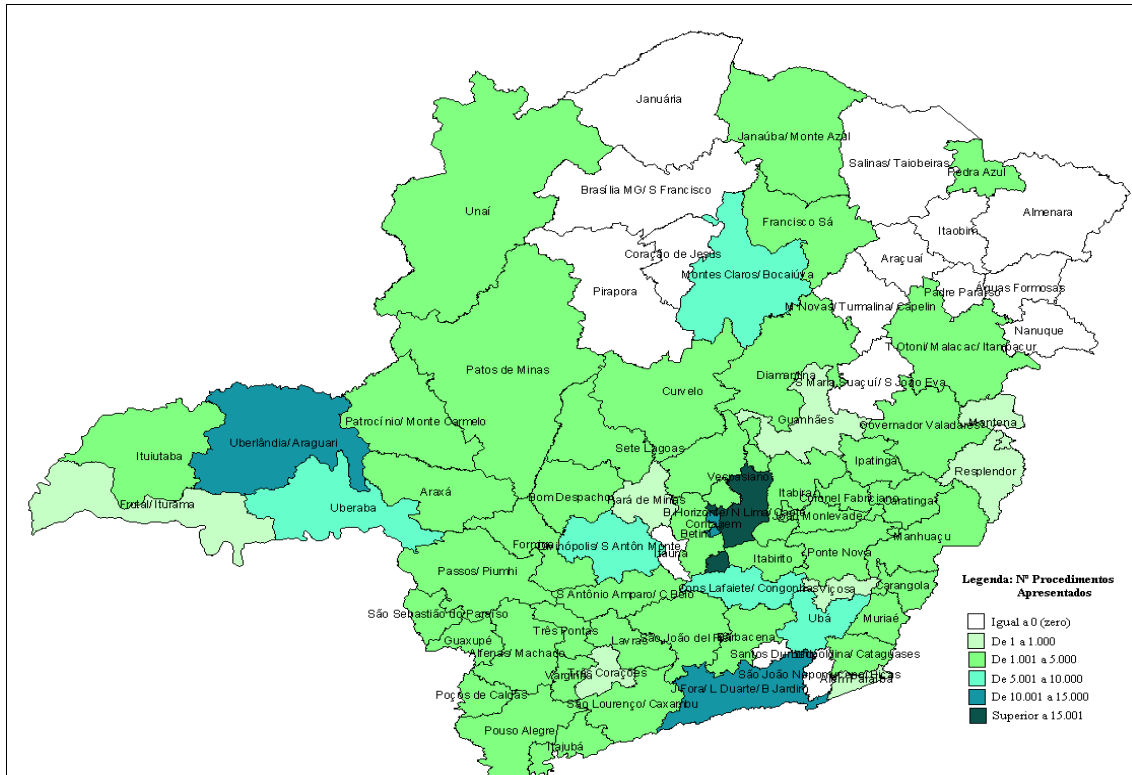 Januária
Janaúba/ Monte Azul
Salinas/ Taiobeiras
Pedra Azul
Brasília MG/ S Francisco
Unaí
Almenara
Francisco Sá
Itaobim
Coração de Jesus
Araçuaí
Montes Claros/ Bocaiúva
Pirapora
Padre Paraíso
Águas Formosas
M Novas/ Turmalina/ Capelin
Nanuque
T Otoni/ Malacac/ Itambacur
Patos de Minas
Diamantina
S Maria Suaçuí/ S João Eva
Curvelo
Guanhães
Mantena
Patrocínio/ Monte Carmelo
Governador Valadares
Uberlândia/ Araguari
Sete Lagoas
Ituiutaba
Ipatinga
Vespasiano
Resplendor
Araxá
Itabira
Bom Despacho
Coronel Fabriciano
Caratinga
Frutal/ Iturama
Uberaba
Pará de Minas
B Horizonte/ N Lima/ Caeté
João Monlevade
Contagem
Betim
Manhuaçu
Formiga
Divinópolis/ S Antôn Monte
Itaúna
Itabirito
Ponte Nova
Passos/ Piumhi
Cons Lafaiete/ Congonhas
Viçosa
Carangola
S Antônio Amparo/ C Belo
São Sebastião do Paraíso
Ubá
Muriaé
Três Pontas
Guaxupé
Lavras
São João del Rei
Barbacena
Alfenas/ Machado
Santos Dumont
Leopoldina/ Cataguases
Três Corações
Varginha
São João Nepomucepe/ Bicas
Além Paraíba
J Fora/ L Duarte/ B Jardim
Poços de Caldas
São Lourenço/ Caxambu
Pouso Alegre
Itajubá
Legenda: Nº Procedimentos
Apresentados
Igual a 0 (zero)
De 1 a 1.000
De 1.001 a 5.000
De 5.001 a 10.000
De 10.001 a 15.000
Superior a 15.001